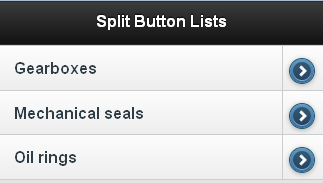 Split Button Lists
Gearboxes
Mechanical seals
Oil rings